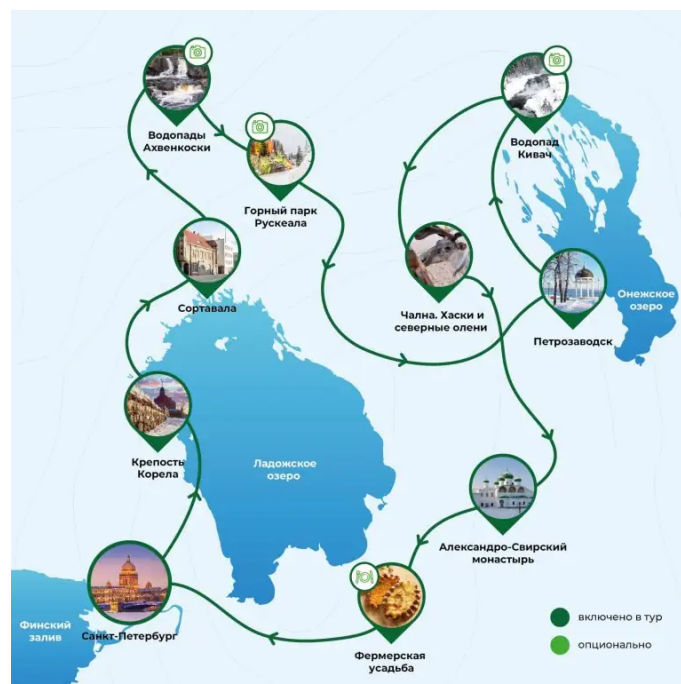 Водопады
Ахвенкоски
Водопад
Кивач
Горный парк
Рускеала
Сортавала
Чална. Хаски и
северные олени
Онежское
озеро
Петрозаводск
Крепость
Корела
Ладожское
озеро
Александро-Свирский
монастырь
Финский
залив
Санкт-Петербург
Фермерская
усадьба
включено в тур
опционально